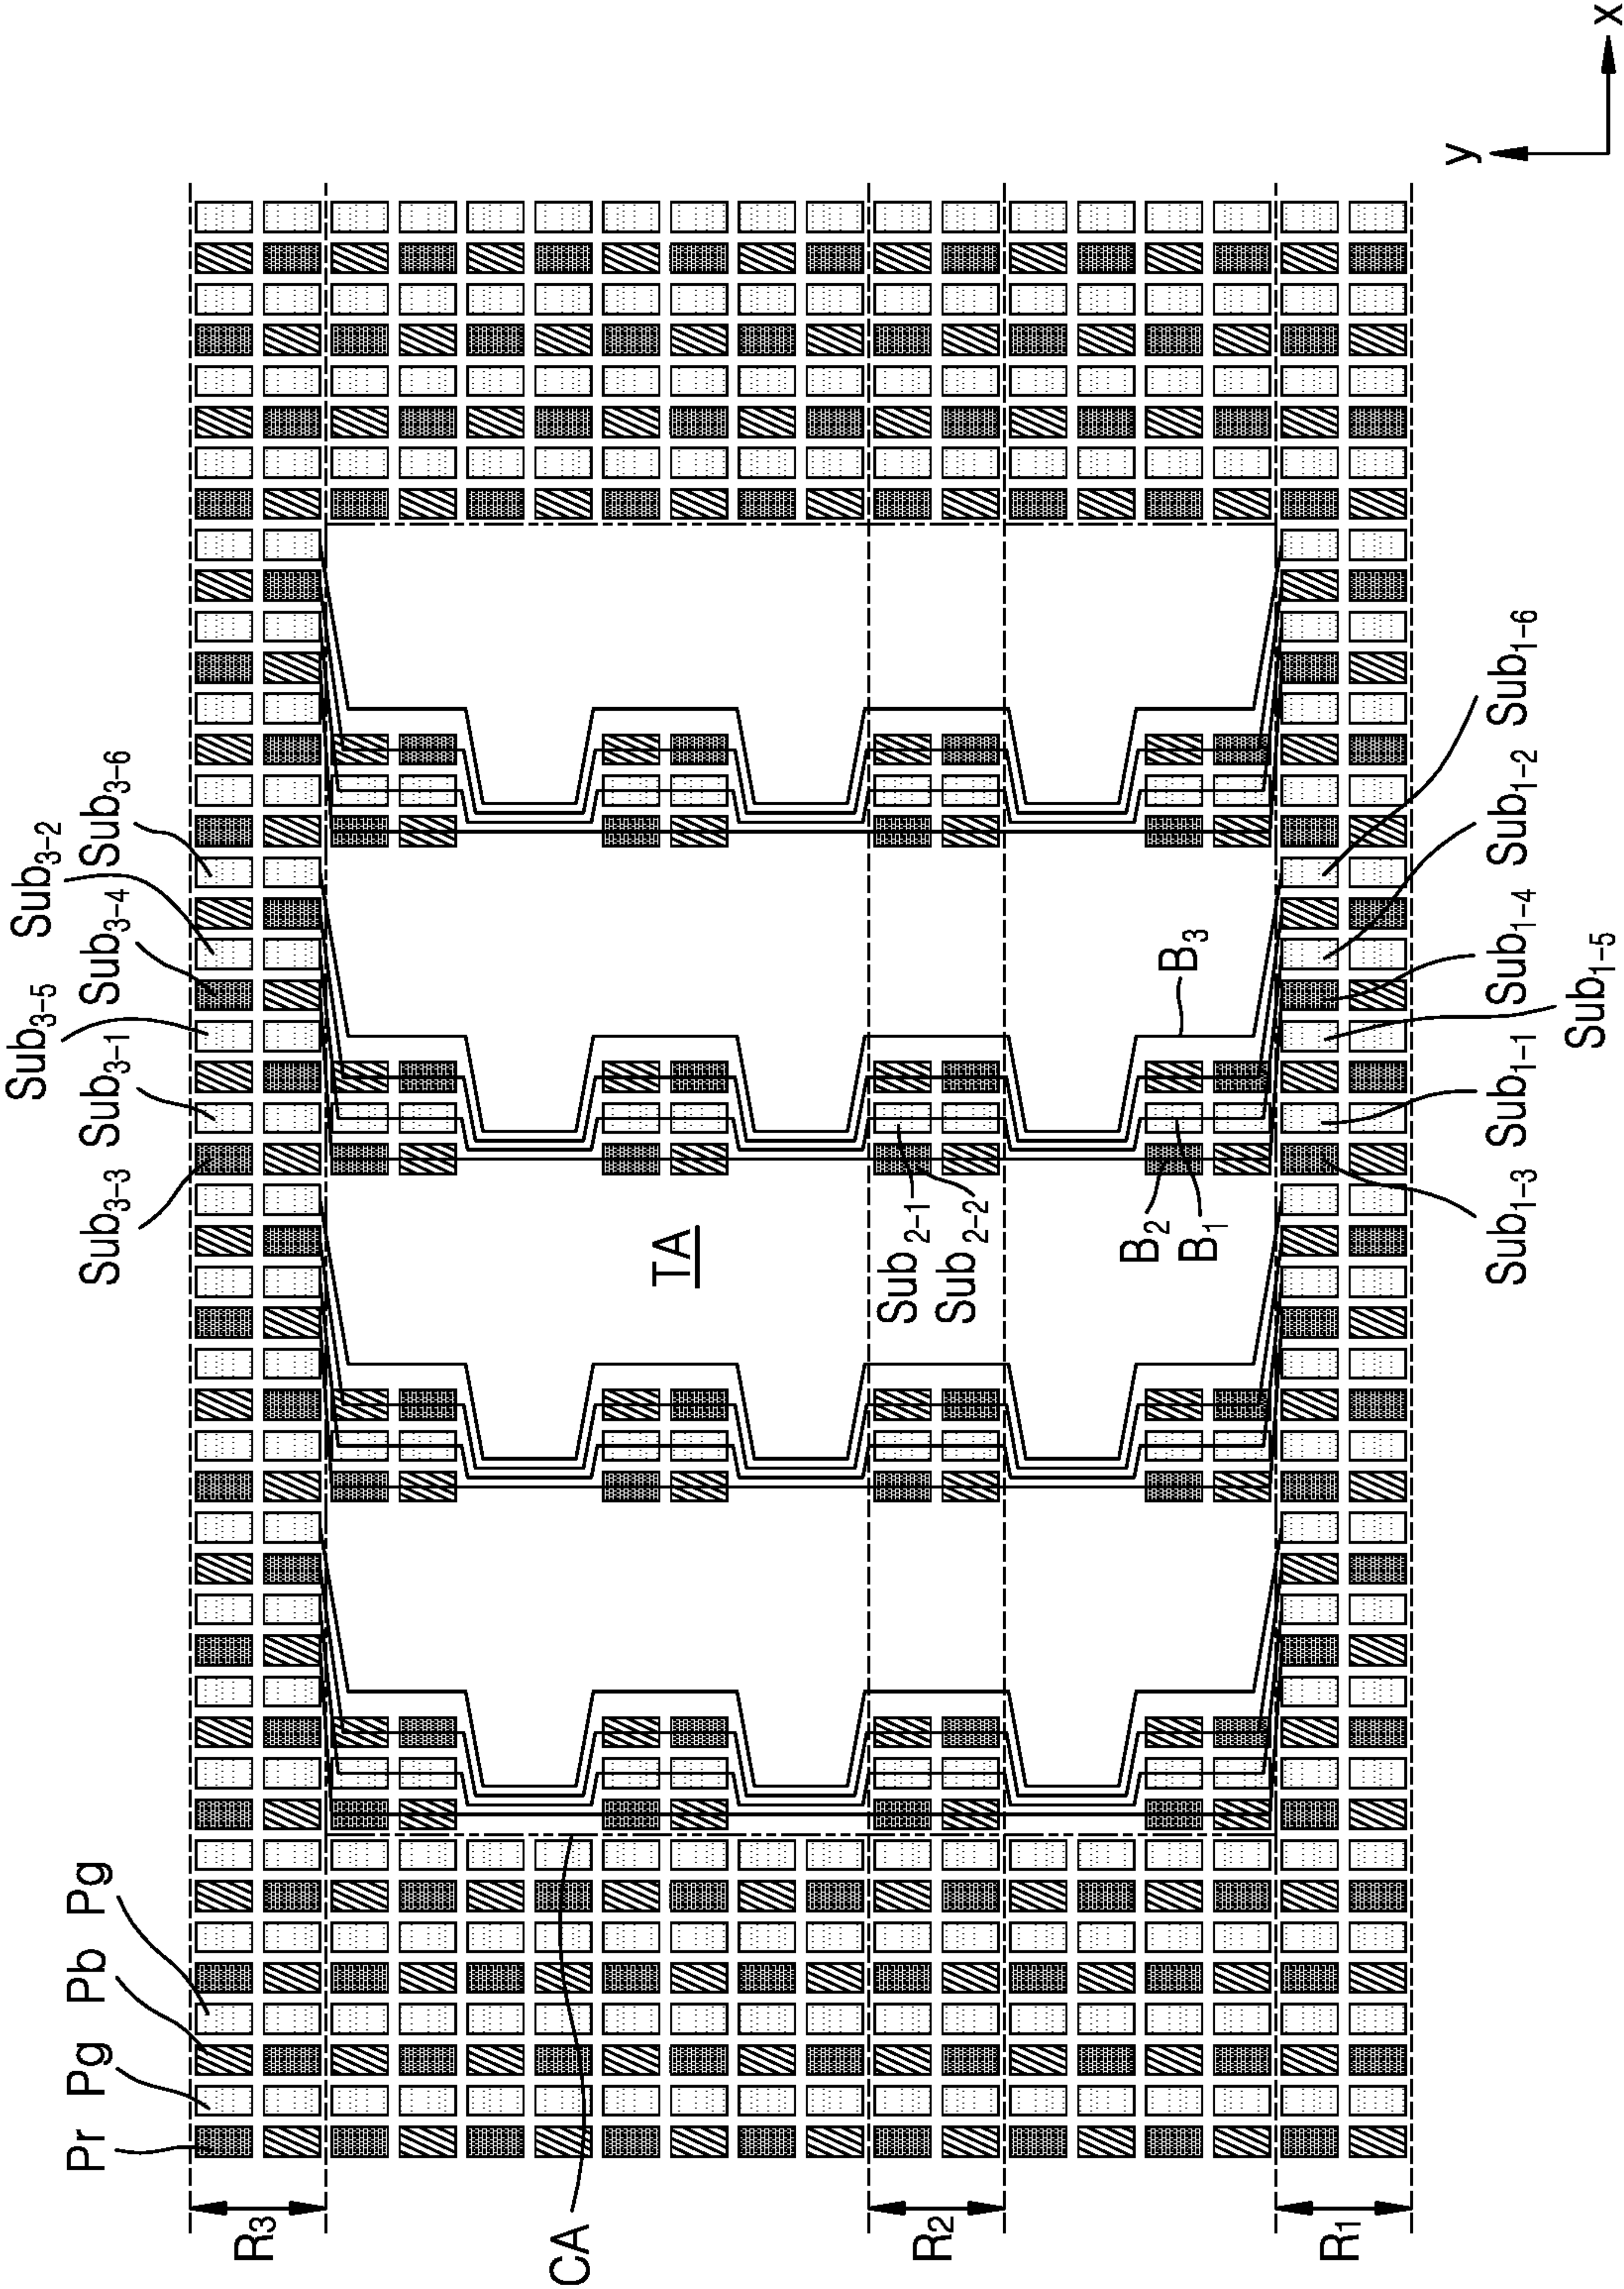 Pr Pg Pb Pg
Sub₃₋₃ Sub₃₋₁ Sub₃₋₅ Sub₃₋₄ Sub₃₋₂ Sub₃₋₆
R₃
CA
TA
R₂
Sub₂₋₁
Sub₂₋₂
B₂
B₁
B₃
R₁
Sub₁₋₃ Sub₁₋₁ Sub₁₋₅ Sub₁₋₄ Sub₁₋₂ Sub₁₋₆
y
x